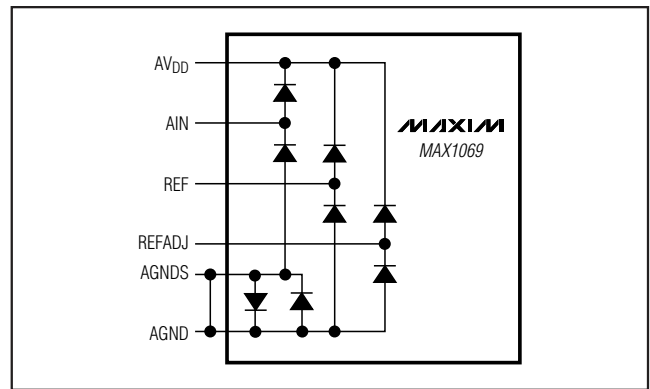 AVDD
AIN
MAXIM
MAX1069
REF
REFADJ
AGNDS
AGND